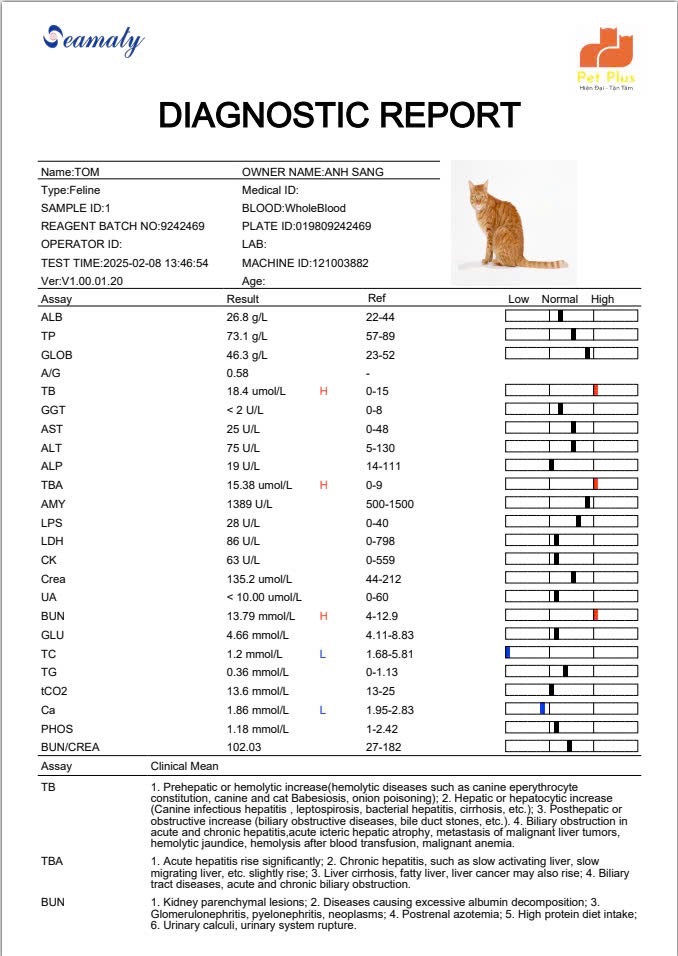 Seamaty
Pet Plus
Hiện Đại - Tận Tâm
DIAGNOSTIC REPORT
Name:TOM OWNER NAME:ANH SANG
Type:Feline Medical ID:
SAMPLE ID:1 BLOOD:WholeBlood
REAGENT BATCH NO:9242469 PLATE ID:019809242469
OPERATOR ID: LAB:
TEST TIME:2025-02-08 13:46:54 MACHINE ID:121003882
Ver:V1.00.01.20 Age:
Assay Result Ref Low Normal High
ALB 26.8 g/L 22-44
TP 73.1 g/L 57-89
GLOB 46.3 g/L 23-52
A/G 0.58 -
TB 18.4 umol/L H 0-15
GGT < 2 U/L 0-8
AST 25 U/L 0-48
ALT 75 U/L 5-130
ALP 19 U/L 14-111
TBA 15.38 umol/L H 0-9
AMY 1389 U/L 500-1500
LPS 28 U/L 0-40
LDH 86 U/L 0-798
CK 63 U/L 0-559
Crea 135.2 umol/L 44-212
UA < 10.00 umol/L 0-60
BUN 13.79 mmol/L H 4-12.9
GLU 4.66 mmol/L 4.11-8.83
TC 1.2 mmol/L L 1.68-5.81
TG 0.36 mmol/L 0-1.13
tCO2 13.6 mmol/L 13-25
Ca 1.86 mmol/L L 1.95-2.83
PHOS 1.18 mmol/L 1-2.42
BUN/CREA 102.03 27-182
Assay Clinical Mean
TB 1. Prehepatic or hemolytic increase(hemolytic diseases such as canine eperythrocyte
constitution, canine and cat Babesiosis, onion poisoning); 2. Hepatic or hepatocytic increase
(Canine infectious hepatitis , leptospirosis, bacterial hepatitis, cirrhosis, etc.); 3. Posthepatic or
obstructive increase (biliary obstructive diseases, bile duct stones, etc.). 4. Biliary obstruction in
acute and chronic hepatitis,acute icteric hepatic atrophy, metastasis of malignant liver tumors,
hemolytic jaundice, hemolysis after blood transfusion, malignant anemia.
TBA 1. Acute hepatitis rise significantly; 2. Chronic hepatitis, such as slow activating liver, slow
migrating liver, etc. slightly rise; 3. Liver cirrhosis, fatty liver, liver cancer may also rise; 4. Biliary
tract diseases, acute and chronic biliary obstruction.
BUN 1. Kidney parenchymal lesions; 2. Diseases causing excessive albumin decomposition; 3.
Glomerulonephritis, pyelonephritis, neoplasms; 4. Postrenal azotemia; 5. High protein diet intake;
6. Urinary calculi, urinary system rupture.